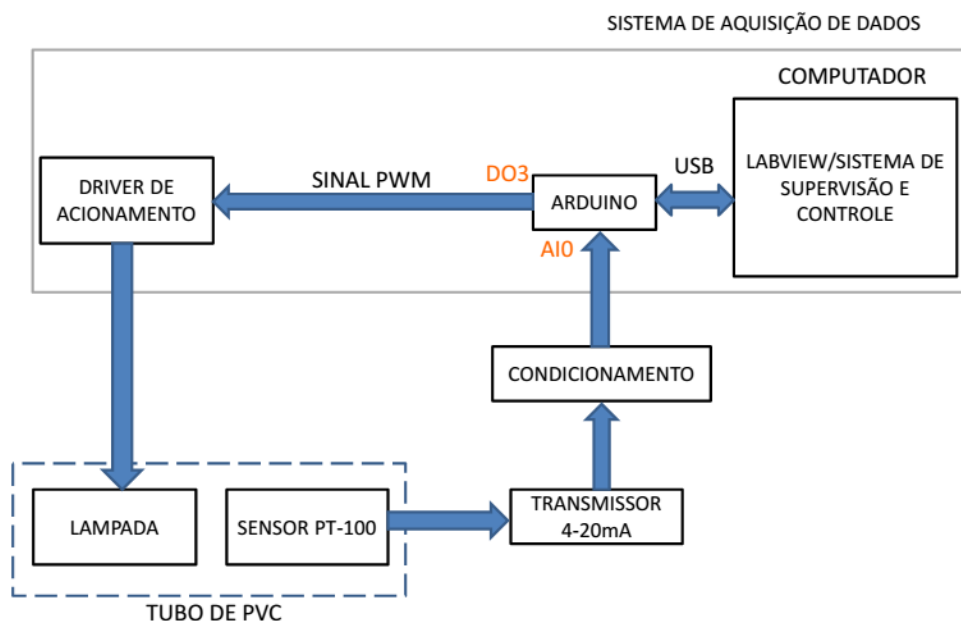 SISTEMA DE AQUISIÇÃO DE DADOS
COMPUTADOR
LABVIEW/SISTEMA DE
SUPERVISÃO E
CONTROLE
USB
ARDUINO
DO3
AI0
SINAL PWM
DRIVER DE
ACIONAMENTO
CONDICIONAMENTO
TRANSMISSOR
4-20mA
LAMPADA
SENSOR PT-100
TUBO DE PVC